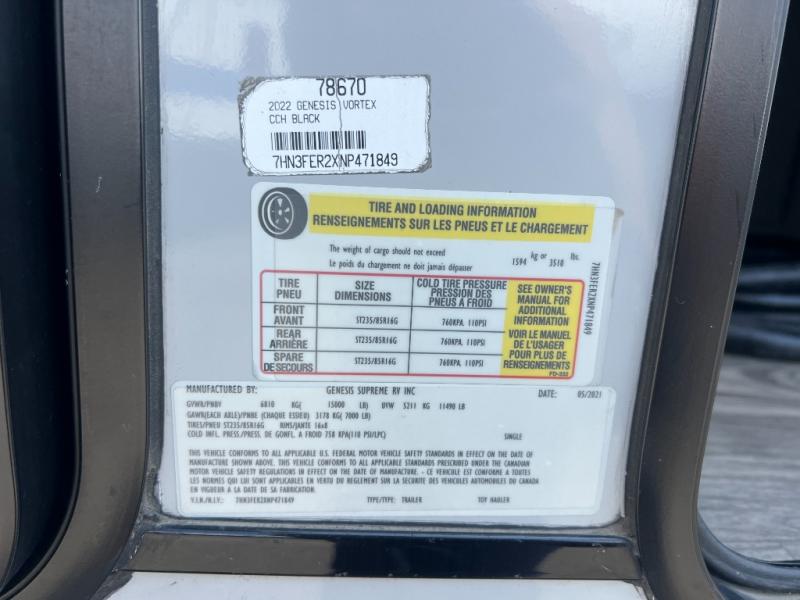 78670
2022 GENESIS VORTEX
CCH BLACK
7HN3FER2XNP471849
TIRE AND LOADING INFORMATION
RENSEIGNEMENTS SUR LES PNEUS ET LE CHARGEMENT
The weight of cargo should not exceed
Le poids du chargement ne doit jamais dépasser
1594 kg or 3510 lbs.
7HN3FER2XNP471849
TIRE
PNEU
SIZE
DIMENSIONS
COLD TIRE PRESSURE
PRESSION DES
PNEUS A FROID
SEE OWNER'S
MANUAL FOR
ADDITIONAL
INFORMATION
VOIR LE MANUEL
DE L'USAGER
POUR PLUS DE
RENSEIGNEMENTS
FRONT
AVANT
ST235/85R16G
760KPA, 110PSI
REAR
ARRIÈRE
ST235/85R16G
760KPA, 110PSI
SPARE
DE SECOURS
ST235/85R16G
760KPA, 110PSI
MANUFACTURED BY: GENESIS SUPREME RV INC DATE: 05/2021
GVWR/PNBV 6810 KG( 15000 LB) UVW 5211 KG 11490 LB
GAWR(EACH AXLE)/PNBE (CHAQUE ESSIEU) 3178 KG( 7000 LB)
TIRES/PNEU ST235/85R16G RIMS/JANTE 16x8
COLD INFL. PRESS./PRESS. DE GONFL. A FROID 758 KPA(110 PSI/LPC) SINGLE
THIS VEHICLE CONFORMS TO ALL APPLICABLE U.S. FEDERAL MOTOR VEHICLE SAFETY STANDARDS IN EFFECT ON THE DATE OF
MANUFACTURE SHOWN ABOVE. THIS VEHICLE CONFORMS TO ALL APPLICABLE STANDARDS PRESCRIBED UNDER THE CANADIAN
MOTOR VEHICLE SAFETY REGULATIONS IN EFFECT ON THE DATE OF MANUFACTURE. / CE VEHICULE EST CONFORME A TOUTES
LES NORMES QUI LUI SONT APPLICABLES EN VERTU DU REGLEMENT SUR LA SECURITE DES VEHICULES AUTOMOBILES DU CANADA
EN VIGUEUR A LA DATE DE SA FABRICATION.
V.I.N./N.I.V.: 7HN3FER2XNP471849 TYPE/TYPE: TRAILER TOY HAULER